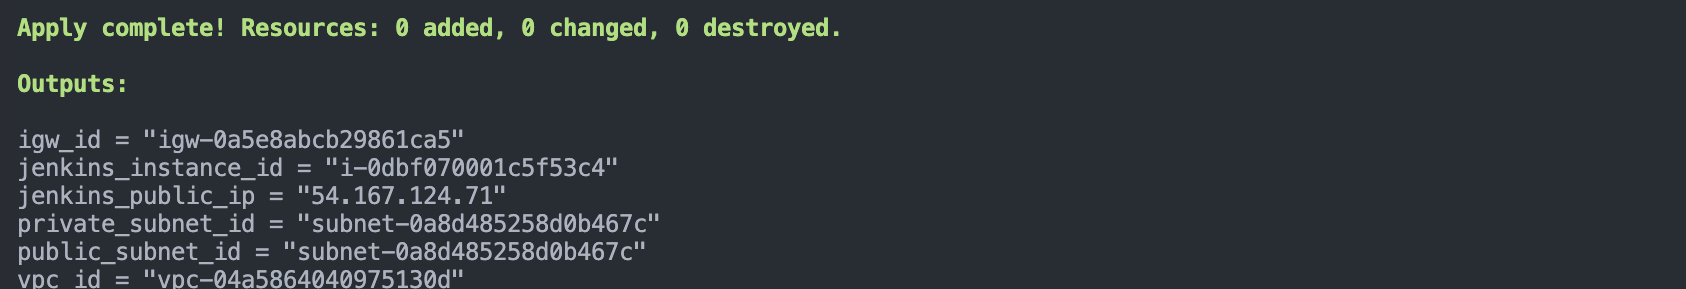 Apply complete! Resources: 0 added, 0 changed, 0 destroyed.
Outputs:
igw_id = "igw-0a5e8abcb29861ca5"
jenkins_instance_id = "i-0dbf070001c5f53c4"
jenkins_public_ip = "54.167.124.71"
private_subnet_id = "subnet-0a8d485258d0b467c"
public_subnet_id = "subnet-0a8d485258d0b467c"
vpc_id = "vpc-04a5864040975130d"